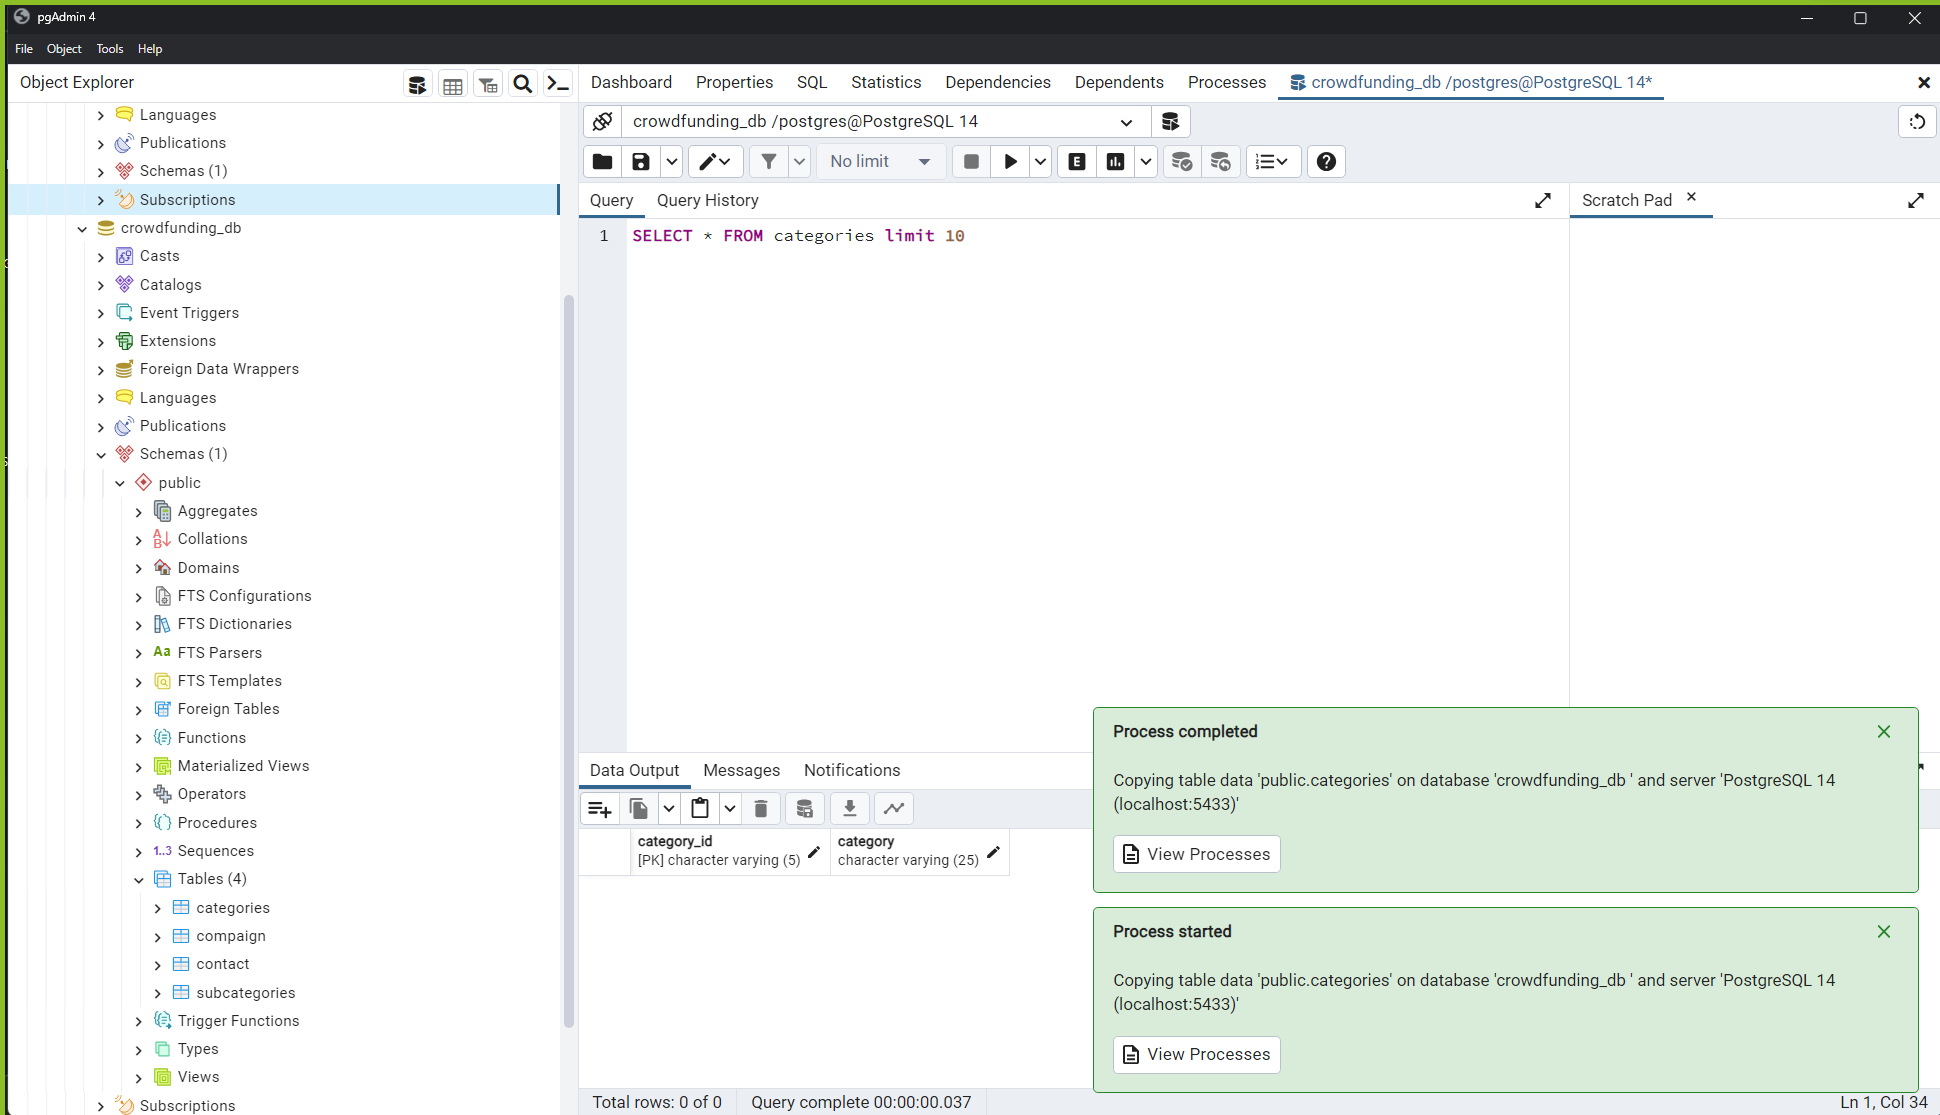 pgAdmin 4
File Object Tools Help
Object Explorer
Languages
Publications
Schemas (1)
Subscriptions
crowdfunding_db
Casts
Catalogs
Event Triggers
Extensions
Foreign Data Wrappers
Languages
Publications
Schemas (1)
public
Aggregates
Collations
Domains
FTS Configurations
FTS Dictionaries
Aa FTS Parsers
FTS Templates
Foreign Tables
Functions
Materialized Views
Operators
Procedures
1..3 Sequences
Tables (4)
categories
compaign
contact
subcategories
Trigger Functions
Types
Views
Subscriptions
Dashboard Properties SQL Statistics Dependencies Dependents Processes crowdfunding_db /postgres@PostgreSQL 14*
crowdfunding_db /postgres@PostgreSQL 14
No limit E
Query Query History
Scratch Pad
1 SELECT * FROM categories limit 10
Data Output Messages Notifications
category_id
[PK] character varying (5)
category
character varying (25)
Process completed
Copying table data 'public.categories' on database 'crowdfunding_db ' and server 'PostgreSQL 14
(localhost:5433)'
View Processes
Process started
Copying table data 'public.categories' on database 'crowdfunding_db ' and server 'PostgreSQL 14
(localhost:5433)'
View Processes
Total rows: 0 of 0 Query complete 00:00:00.037 Ln 1, Col 34